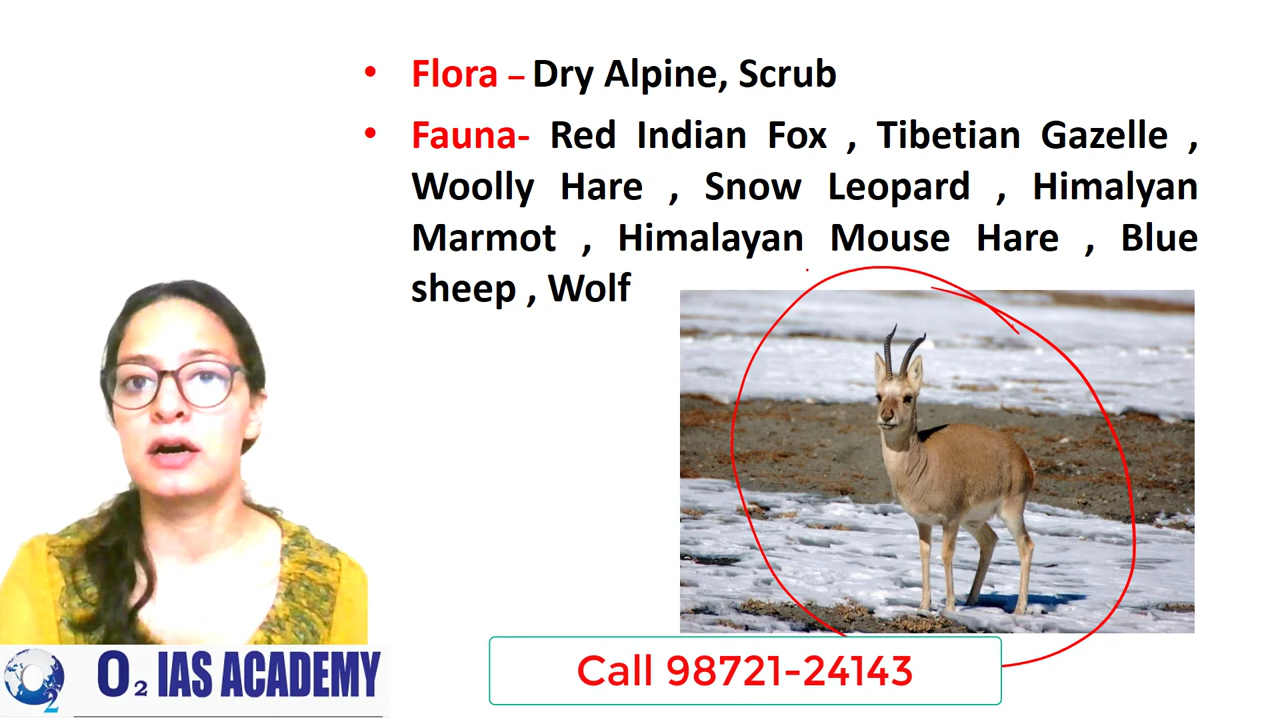 • Flora – Dry Alpine, Scrub
• Fauna- Red Indian Fox , Tibetian Gazelle ,
Woolly Hare , Snow Leopard , Himalyan
Marmot , Himalayan Mouse Hare , Blue
sheep , Wolf
O2 IAS ACADEMY
Call 98721-24143